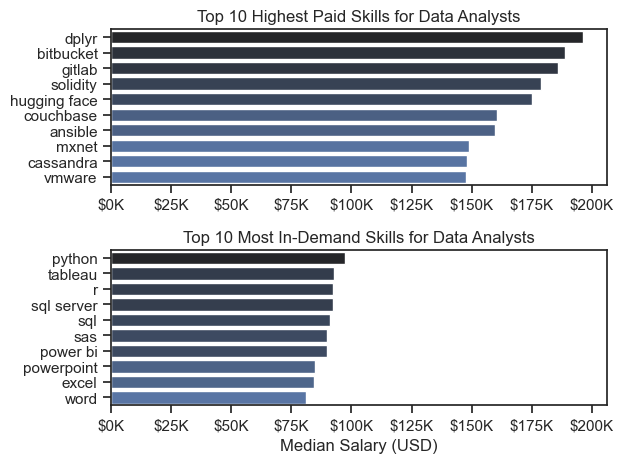 Top 10 Highest Paid Skills for Data Analysts
dplyr
bitbucket
gitlab
solidity
hugging face
couchbase
ansible
mxnet
cassandra
vmware
$0K $25K $50K $75K $100K $125K $150K $175K $200K
Top 10 Most In-Demand Skills for Data Analysts
python
tableau
r
sql server
sql
sas
power bi
powerpoint
excel
word
$0K $25K $50K $75K $100K $125K $150K $175K $200K
Median Salary (USD)